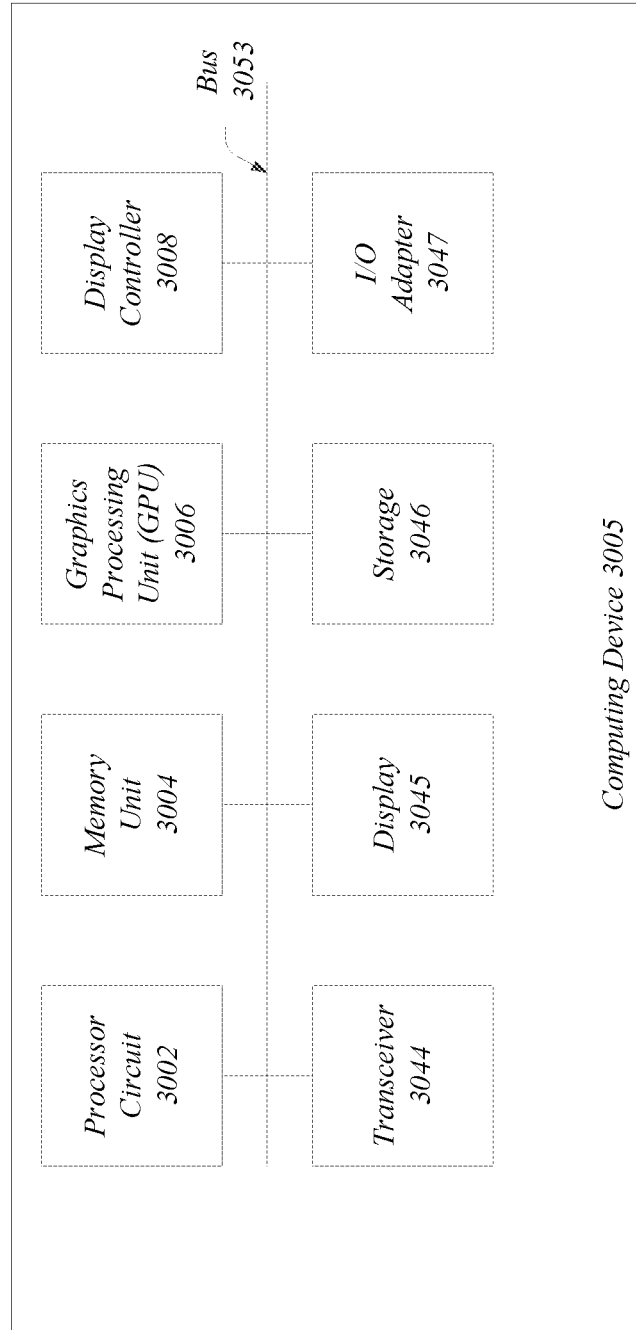 Processor
Circuit
3002
Memory
Unit
3004
Graphics
Processing
Unit (GPU)
3006
Display
Controller
3008
Bus
3053
Transceiver
3044
Display
3045
Storage
3046
I/O
Adapter
3047
Computing Device 3005